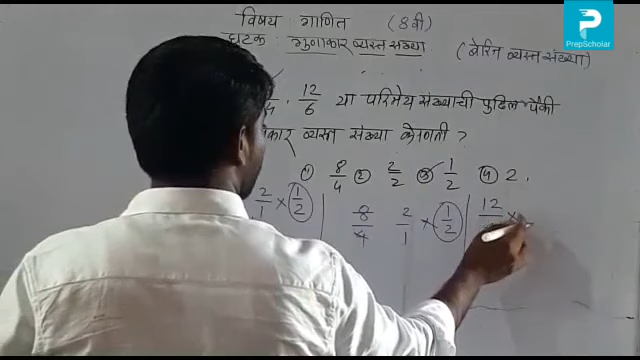 विषय : गणित (8वी)
घटक : गुणाकार व्यस्त संख्या (बेरिज व्यस्त संख्या)
12/6 या परिमेय संख्याची पुढिल पैकी
व्यस्त संख्या कोणती ?
① 8/4 ② 2/2 ③ 1/2 ④ 2.
2/1 × 1/2 | 8/4 2/1 × 1/2 | 12 ×
PrepScholar